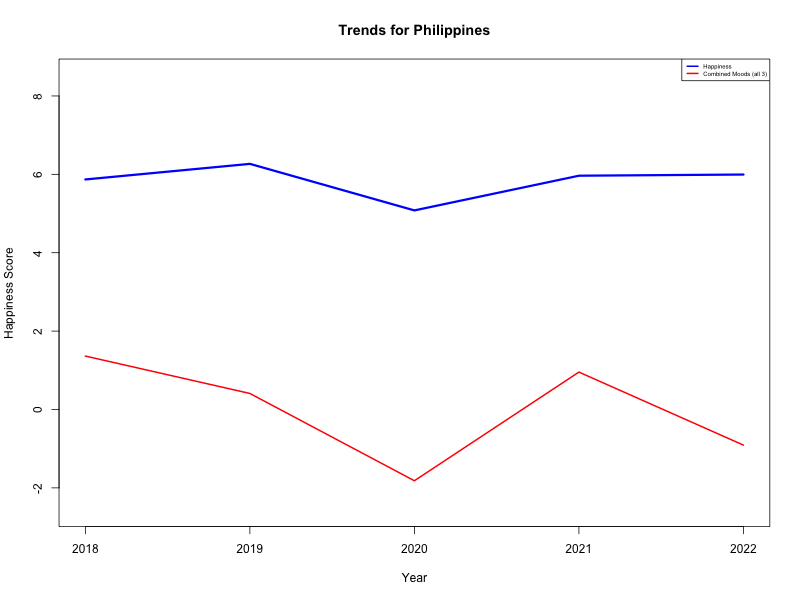 Trends for Philippines
Happiness
Combined Moods (all 3)
8
6
4
2
0
-2
Happiness Score
2018 2019 2020 2021 2022
Year